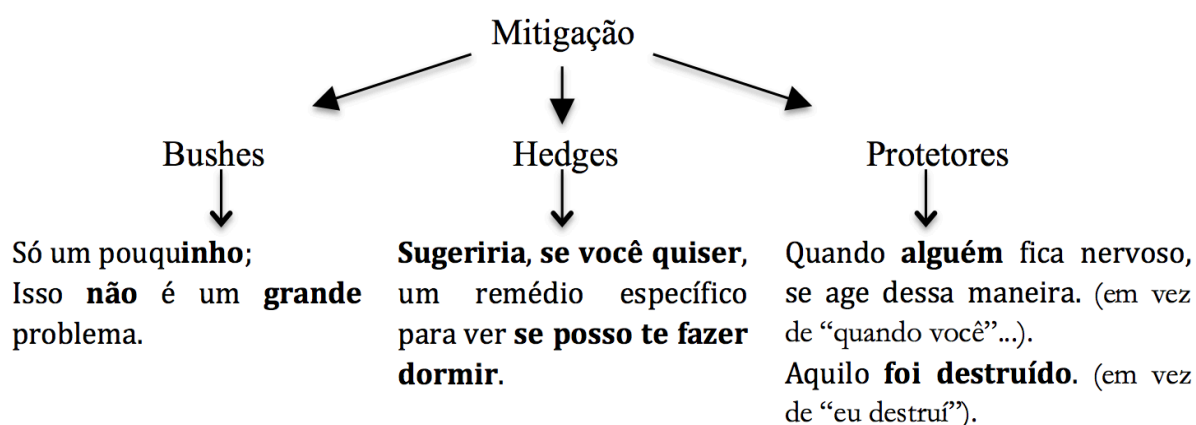 Mitigação
Bushes
Hedges
Protetores
Só um pouquinho;
Isso não é um grande
problema.
Sugeriria, se você quiser,
um remédio específico
para ver se posso te fazer
dormir.
Quando alguém fica nervoso,
se age dessa maneira. (em vez
de “quando você”...).
Aquilo foi destruído. (em vez
de “eu destruí”).